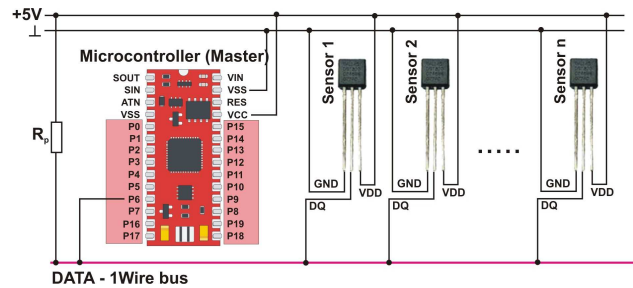 +5V
⊥
Microcontroller (Master)
SOUT
SIN
ATN
VSS
P0
P1
P2
P3
P4
P5
P6
P7
P16
P17
VIN
VSS
RES
VCC
P15
P14
P13
P12
P11
P10
P9
P8
P19
P18
Rp
Sensor 1
GND
VDD
DQ
Sensor 2
GND
VDD
DQ
.....
Sensor n
GND
VDD
DQ
DATA - 1Wire bus